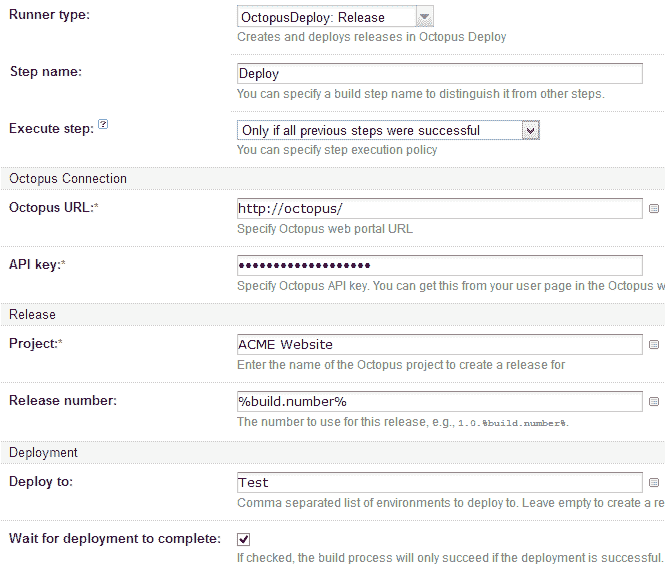 Runner type: OctopusDeploy: Release
Creates and deploys releases in Octopus Deploy
Step name: Deploy
You can specify a build step name to distinguish it from other steps.
Execute step: ? Only if all previous steps were successful
You can specify step execution policy
Octopus Connection
Octopus URL:* http://octopus/
Specify Octopus web portal URL
API key:* •••••••••••••••••••
Specify Octopus API key. You can get this from your user page in the Octopus w
Release
Project:* ACME Website
Enter the name of the Octopus project to create a release for
Release number: %build.number%
The number to use for this release, e.g., 1.0.%build.number%.
Deployment
Deploy to: Test
Comma separated list of environments to deploy to. Leave empty to create a re
Wait for deployment to complete:
If checked, the build process will only succeed if the deployment is successful.